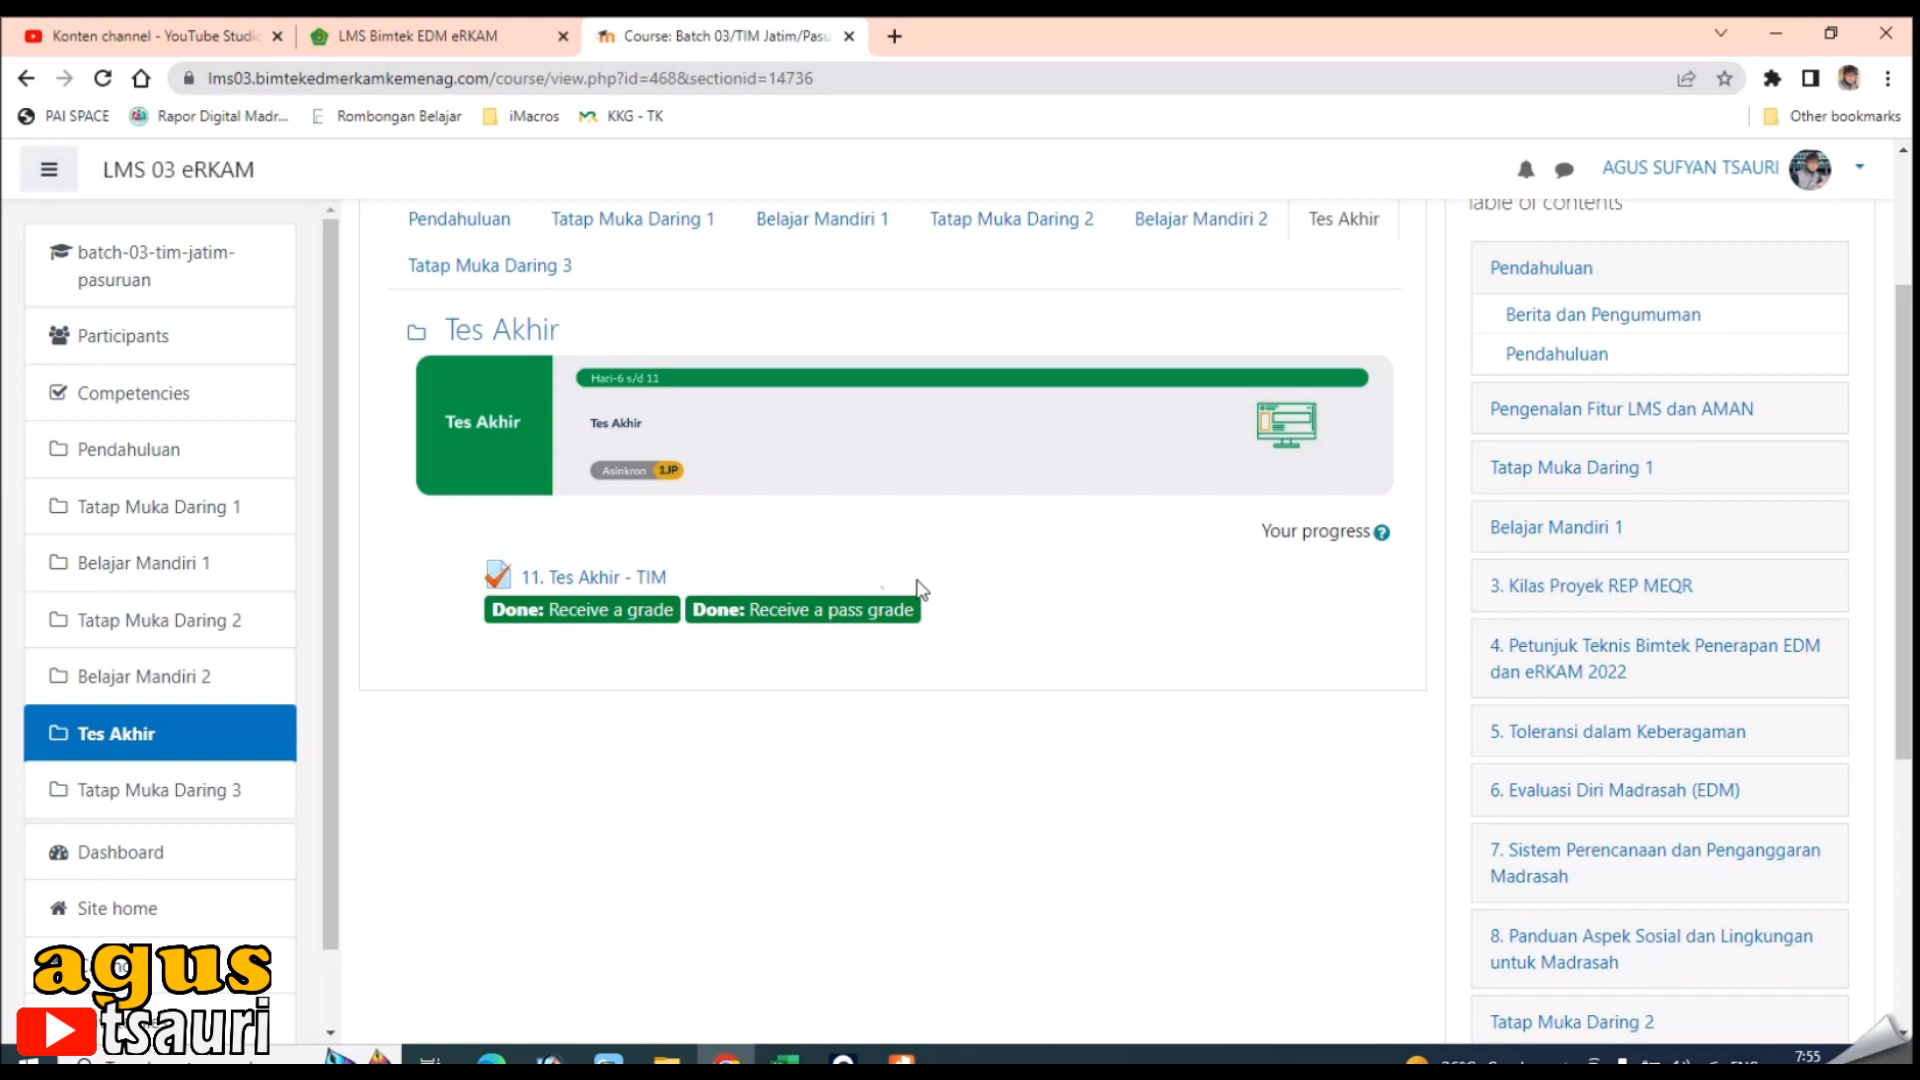 Konten channel - YouTube Studio
LMS Bimtek EDM eRKAM
Course: Batch 03/TIM Jatim/Pasu
lms03.bimtekedmerkamkemenag.com/course/view.php?id=468&sectionid=14736
PAI SPACE
Rapor Digital Madr...
Rombongan Belajar
iMacros
KKG - TK
Other bookmarks
LMS 03 eRKAM
AGUS SUFYAN TSAURI
batch-03-tim-jatim-
pasuruan
Participants
Competencies
Pendahuluan
Tatap Muka Daring 1
Belajar Mandiri 1
Tatap Muka Daring 2
Belajar Mandiri 2
Tes Akhir
Tatap Muka Daring 3
Dashboard
Site home
agus
tsauri
Pendahuluan
Tatap Muka Daring 1
Belajar Mandiri 1
Tatap Muka Daring 2
Belajar Mandiri 2
Tes Akhir
Tatap Muka Daring 3
Tes Akhir
Tes Akhir
Hari-6 s/d 11
Tes Akhir
Asinkron 1JP
Your progress
11. Tes Akhir - TIM
Done: Receive a grade
Done: Receive a pass grade
Table of contents
Pendahuluan
Berita dan Pengumuman
Pendahuluan
Pengenalan Fitur LMS dan AMAN
Tatap Muka Daring 1
Belajar Mandiri 1
3. Kilas Proyek REP MEQR
4. Petunjuk Teknis Bimtek Penerapan EDM
dan eRKAM 2022
5. Toleransi dalam Keberagaman
6. Evaluasi Diri Madrasah (EDM)
7. Sistem Perencanaan dan Penganggaran
Madrasah
8. Panduan Aspek Sosial dan Lingkungan
untuk Madrasah
Tatap Muka Daring 2
7:55